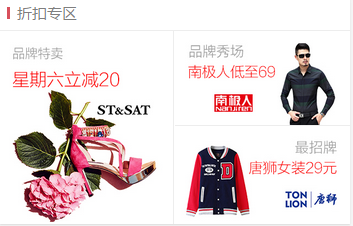 折扣专区
品牌特卖
星期六立减20
ST&SAT
品牌秀场
南极人低至69
南极人
NanJiren
最招牌
唐狮女装29元
D
TON
LION
唐狮